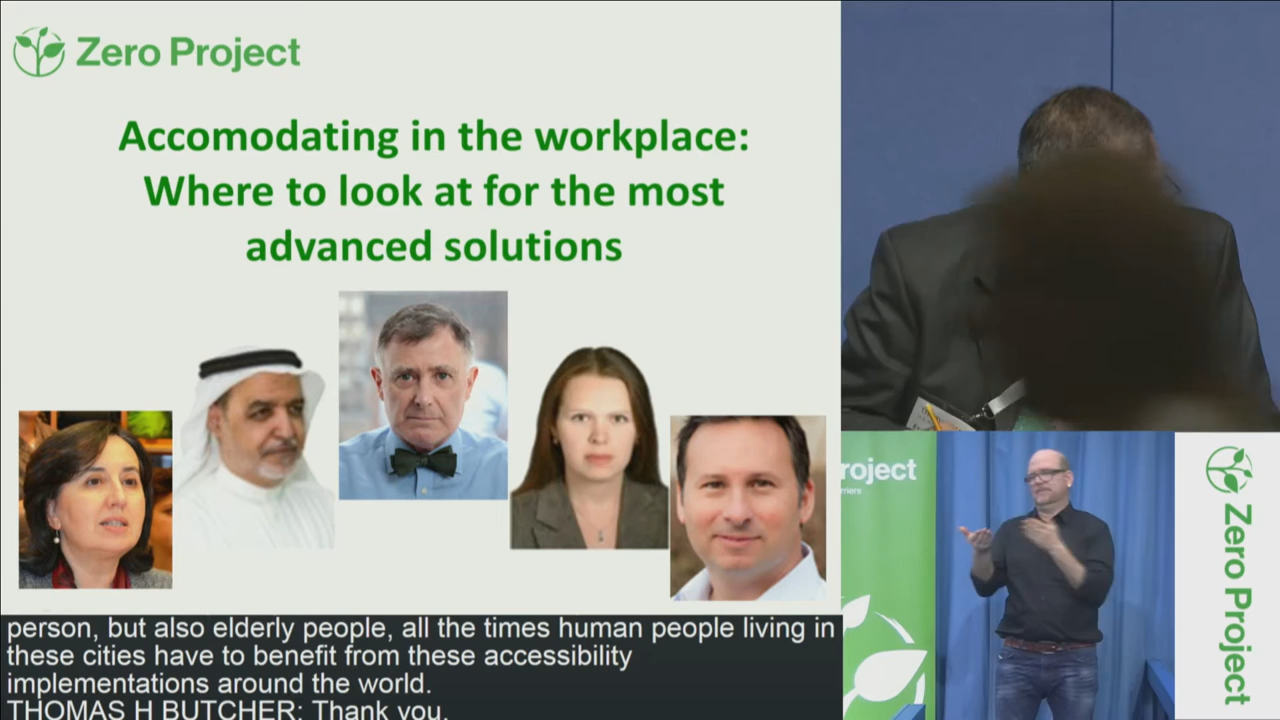 Zero Project
Accomodating in the workplace:
Where to look at for the most
advanced solutions
person, but also elderly people, all the times human people living in
these cities have to benefit from these accessibility
implementations around the world.
THOMAS H BUTCHER: Thank you.
roject
rriers
Zero Project